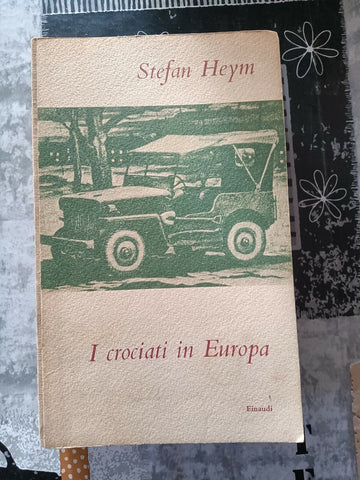 Stefan Heym
I crociati in Europa
Einaudi